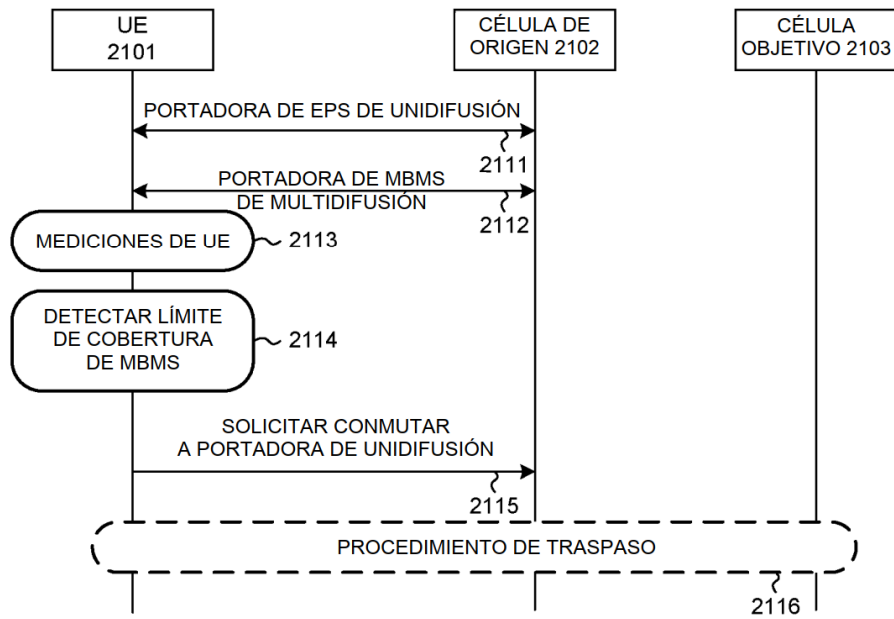 UE
2101
CÉLULA DE
ORIGEN 2102
CÉLULA
OBJETIVO 2103
PORTADORA DE EPS DE UNIDIFUSIÓN
2111
PORTADORA DE MBMS
DE MULTIDIFUSIÓN
2112
MEDICIONES DE UE
2113
DETECTAR LÍMITE
DE COBERTURA
DE MBMS
2114
SOLICITAR CONMUTAR
A PORTADORA DE UNIDIFUSIÓN
2115
PROCEDIMIENTO DE TRASPASO
2116